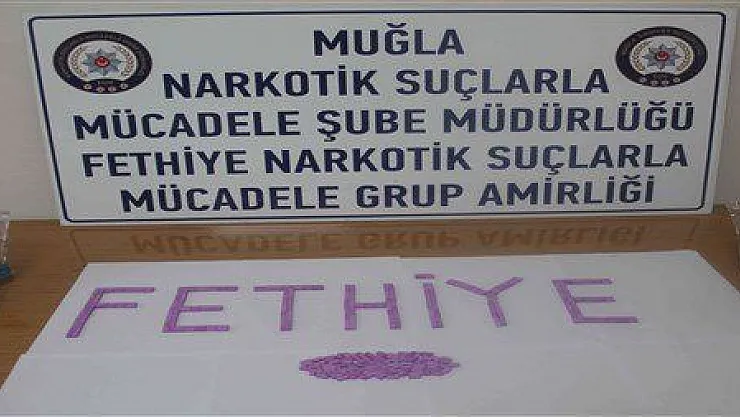 MUĞLA
NARKOTİK SUÇLARLA
MÜCADELE ŞUBE MÜDÜRLÜĞÜ
FETHİYE NARKOTİK SUÇLARLA
MÜCADELE GRUP AMİRLİĞİ
FETHİYE